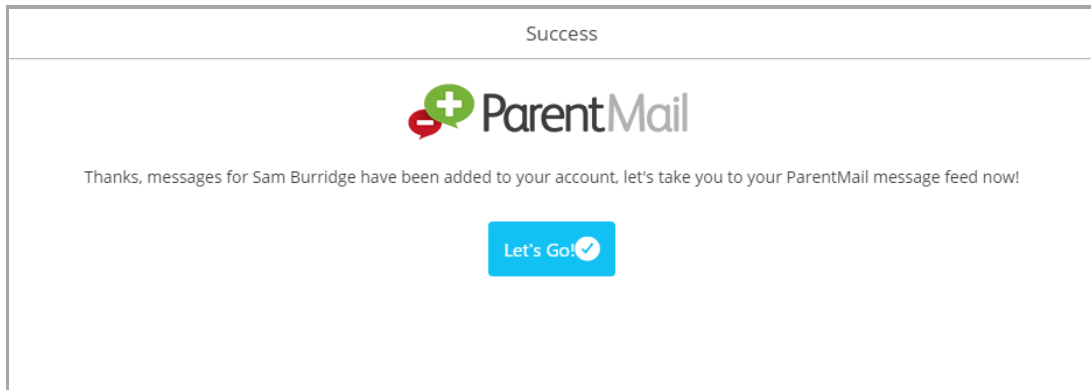 Success
ParentMail
Thanks, messages for Sam Burridge have been added to your account, let's take you to your ParentMail message feed now!
Let's Go!